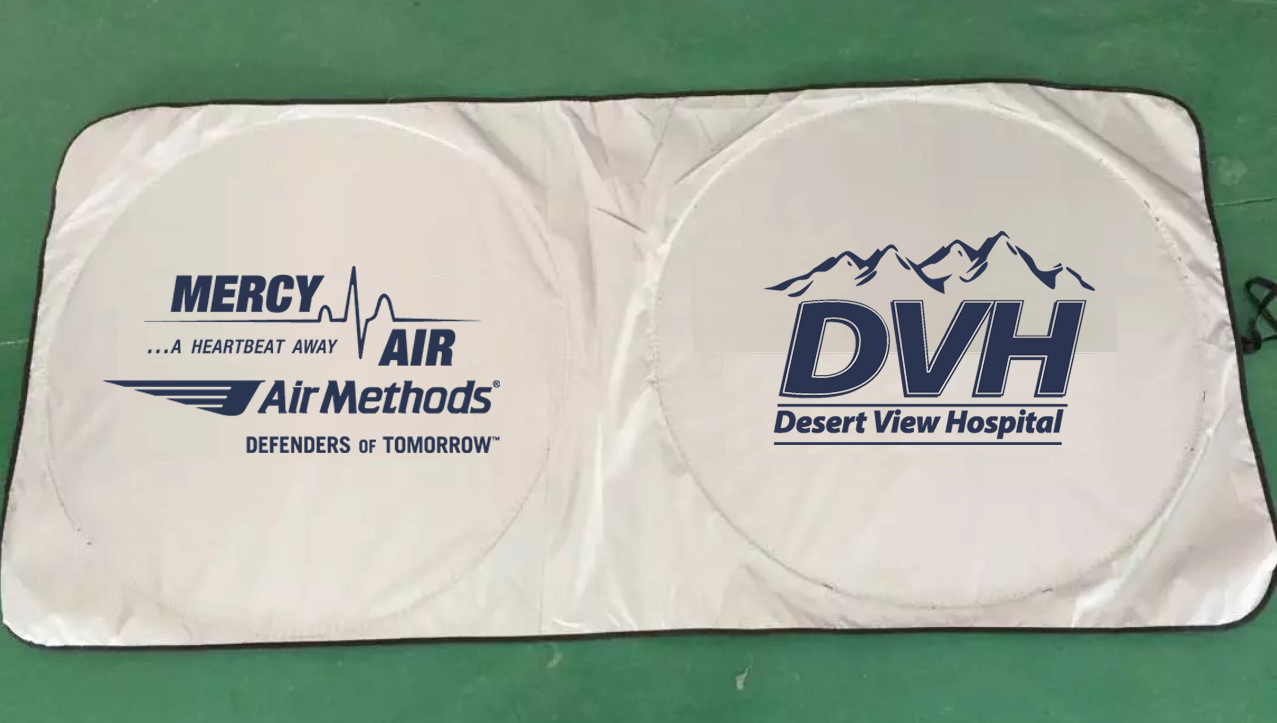 MERCY
...A HEARTBEAT AWAY
AIR
Air Methods®
DEFENDERS OF TOMORROW™
DVH
Desert View Hospital